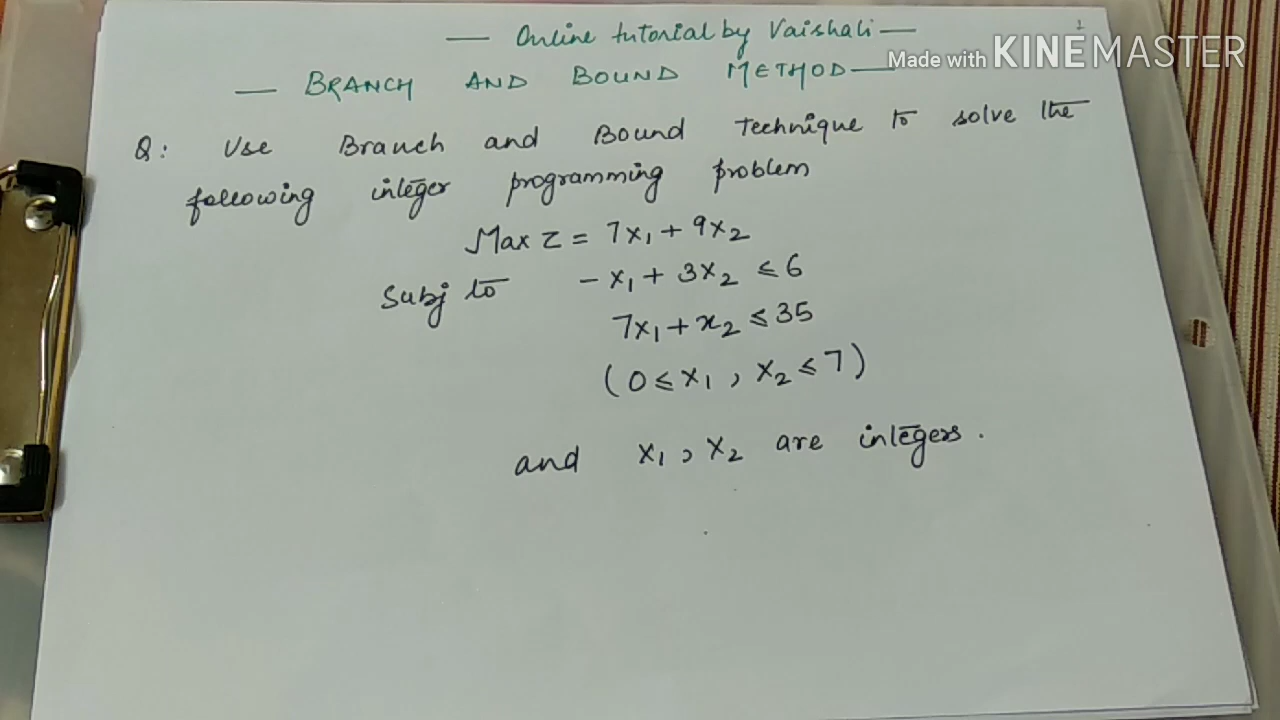 — Online tutorial by Vaishali — 1
Made with KINEMASTER
— BRANCH AND BOUND METHOD —
Q: Use Branch and Bound Technique to solve the
following integer programming problem
Max Z = 7x₁ + 9x₂
Subj to - x₁ + 3x₂ ≤ 6
7x₁ + x₂ ≤ 35
(0 ≤ x₁, x₂ ≤ 7)
and x₁, x₂ are integers.